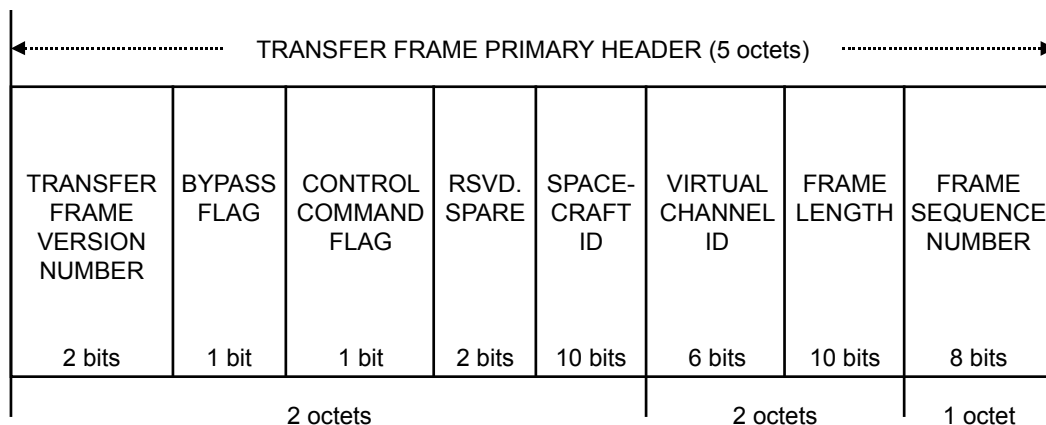 TRANSFER FRAME PRIMARY HEADER (5 octets)
TRANSFER
FRAME
VERSION
NUMBER
BYPASS
FLAG
CONTROL
COMMAND
FLAG
RSVD.
SPARE
SPACE-
CRAFT
ID
VIRTUAL
CHANNEL
ID
FRAME
LENGTH
FRAME
SEQUENCE
NUMBER
2 bits
1 bit
1 bit
2 bits
10 bits
6 bits
10 bits
8 bits
2 octets
2 octets
1 octet